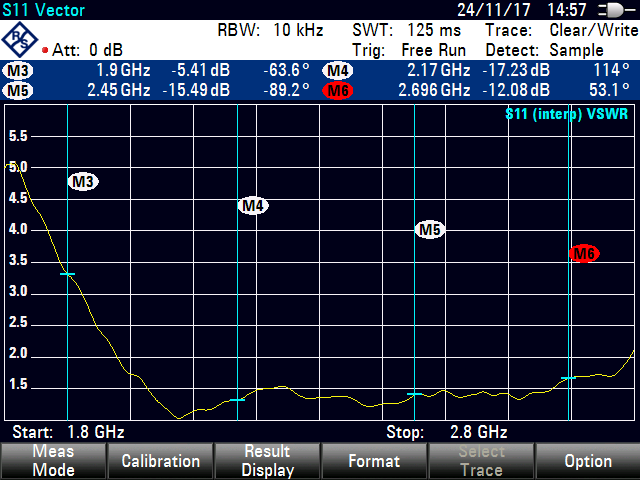 S11 Vector 24/11/17 14:57
RBW: 10 kHz SWT: 125 ms Trace: Clear/Write
R S Att: 0 dB Trig: Free Run Detect: Sample
M3 1.9 GHz -5.41 dB -63.6 ° M4 2.17 GHz -17.23 dB 114 °
M5 2.45 GHz -15.49 dB -89.2 ° M6 2.696 GHz -12.08 dB 53.1 °
S11 (interp) VSWR
5.5
5.0
M3
4.5
M4
4.0
M5
3.5
M6
3.0
2.5
2.0
1.5
Start: 1.8 GHz Stop: 2.8 GHz
Meas Mode Calibration Result Display Format Select Trace Option